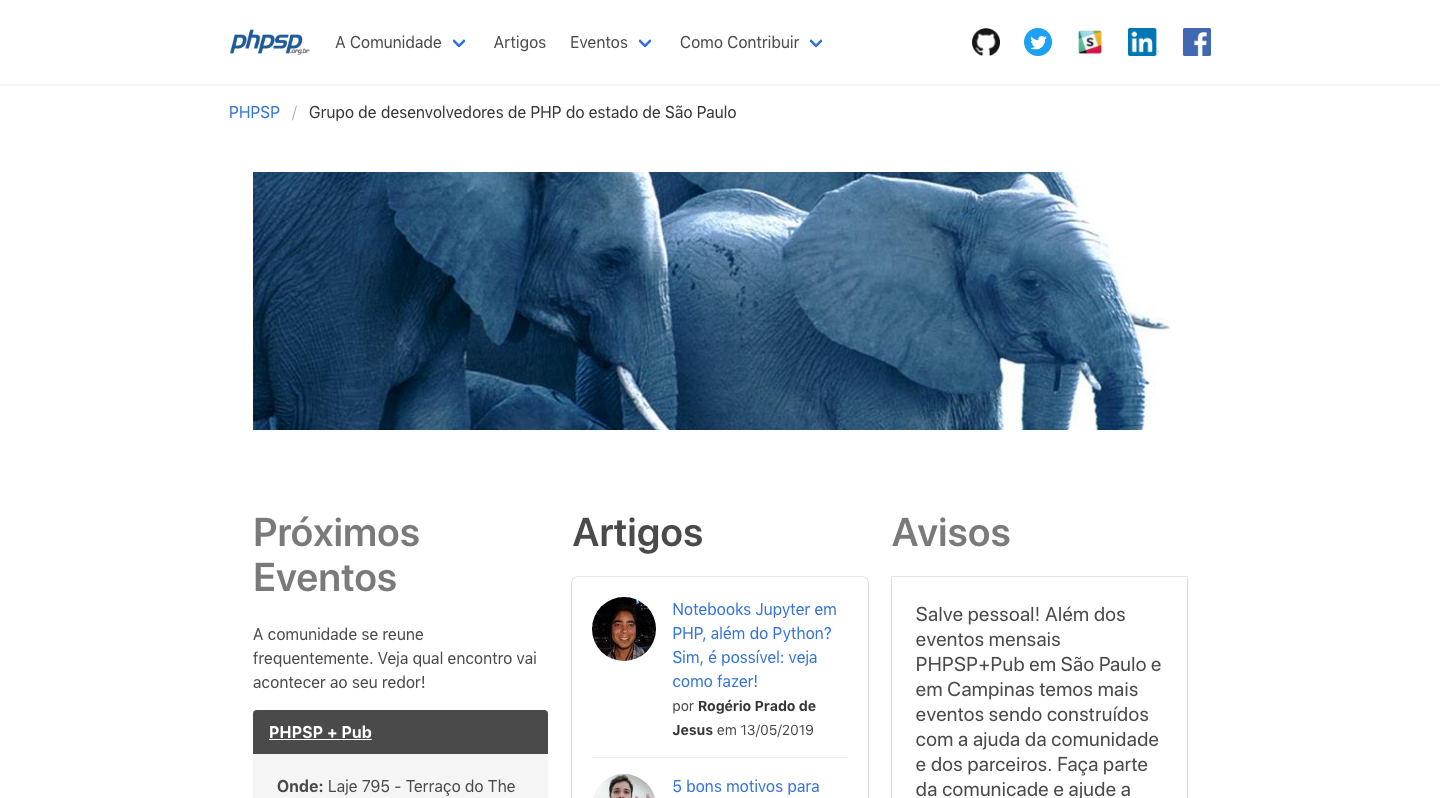 phpsp.org.br
A Comunidade
Artigos
Eventos
Como Contribuir
PHPSP / Grupo de desenvolvedores de PHP do estado de São Paulo
Próximos
Eventos
A comunidade se reune
frequentemente. Veja qual encontro vai
acontecer ao seu redor!
PHPSP + Pub
Onde: Laje 795 - Terraço do The
Artigos
Notebooks Jupyter em
PHP, além do Python?
Sim, é possível: veja
como fazer!
por Rogério Prado de
Jesus em 13/05/2019
5 bons motivos para
Avisos
Salve pessoal! Além dos
eventos mensais
PHPSP+Pub em São Paulo e
em Campinas temos mais
eventos sendo construídos
com a ajuda da comunidade
e dos parceiros. Faça parte
da comunicade e ajude a